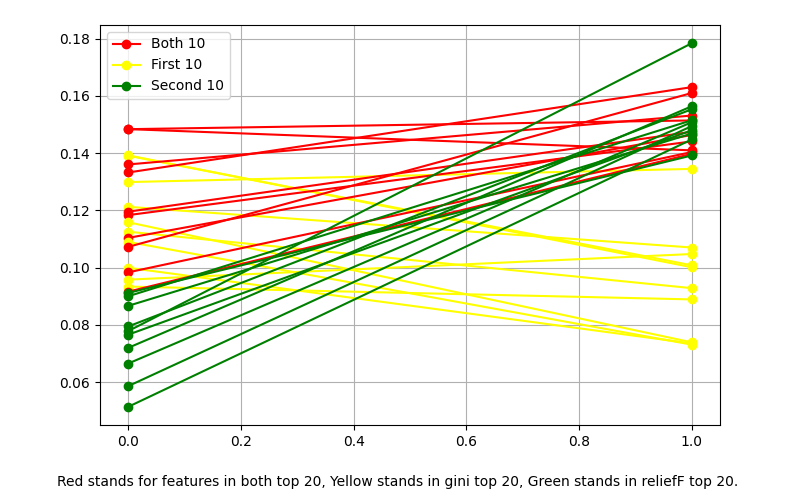 0.18
0.16
0.14
0.12
0.10
0.08
0.06
Both 10
First 10
Second 10
0.0 0.2 0.4 0.6 0.8 1.0
Red stands for features in both top 20, Yellow stands in gini top 20, Green stands in reliefF top 20.